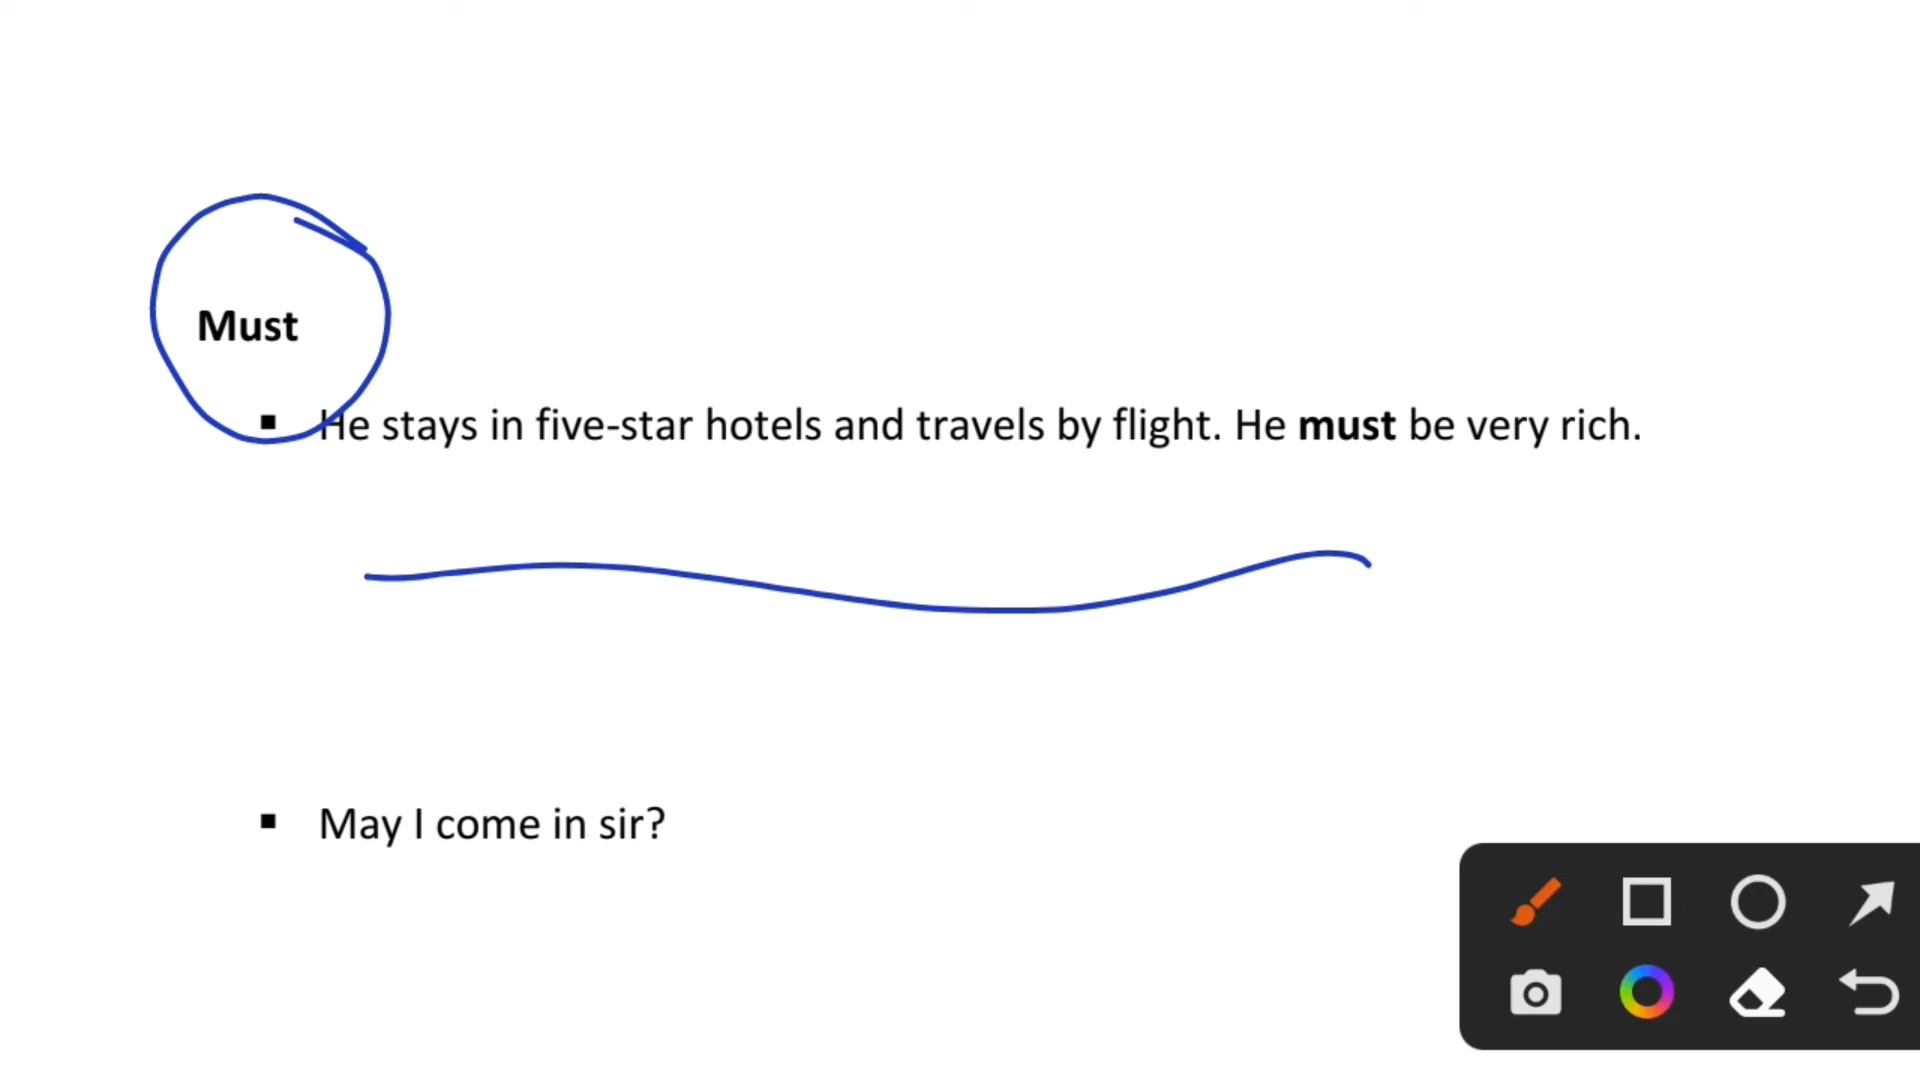 Must
▪ He stays in five-star hotels and travels by flight. He must be very rich.
▪ May I come in sir?